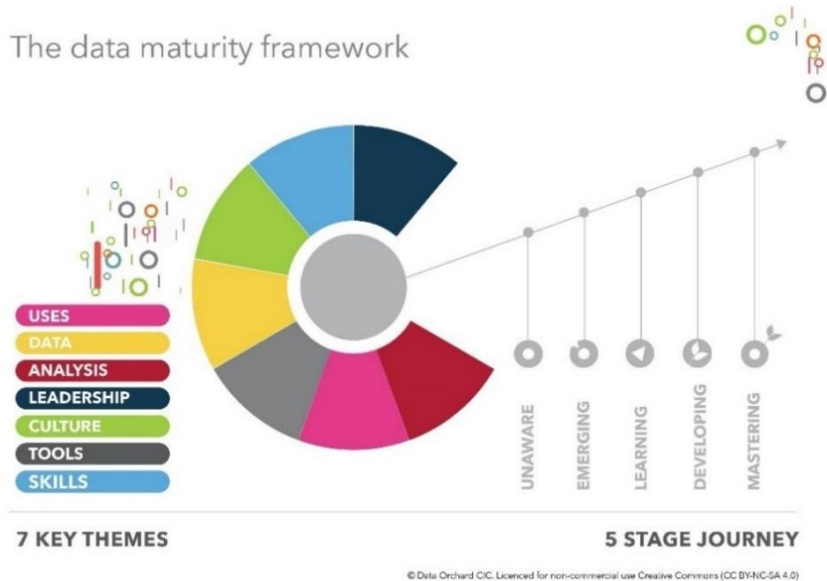 The data maturity framework
USES
DATA
ANALYSIS
LEADERSHIP
CULTURE
TOOLS
SKILLS
UNAWARE
EMERGING
LEARNING
DEVELOPING
MASTERING
7 KEY THEMES
5 STAGE JOURNEY
© Data Orchard CIC. Licenced for non-commercial use Creative Commons (CC BY-NC-SA 4.0)